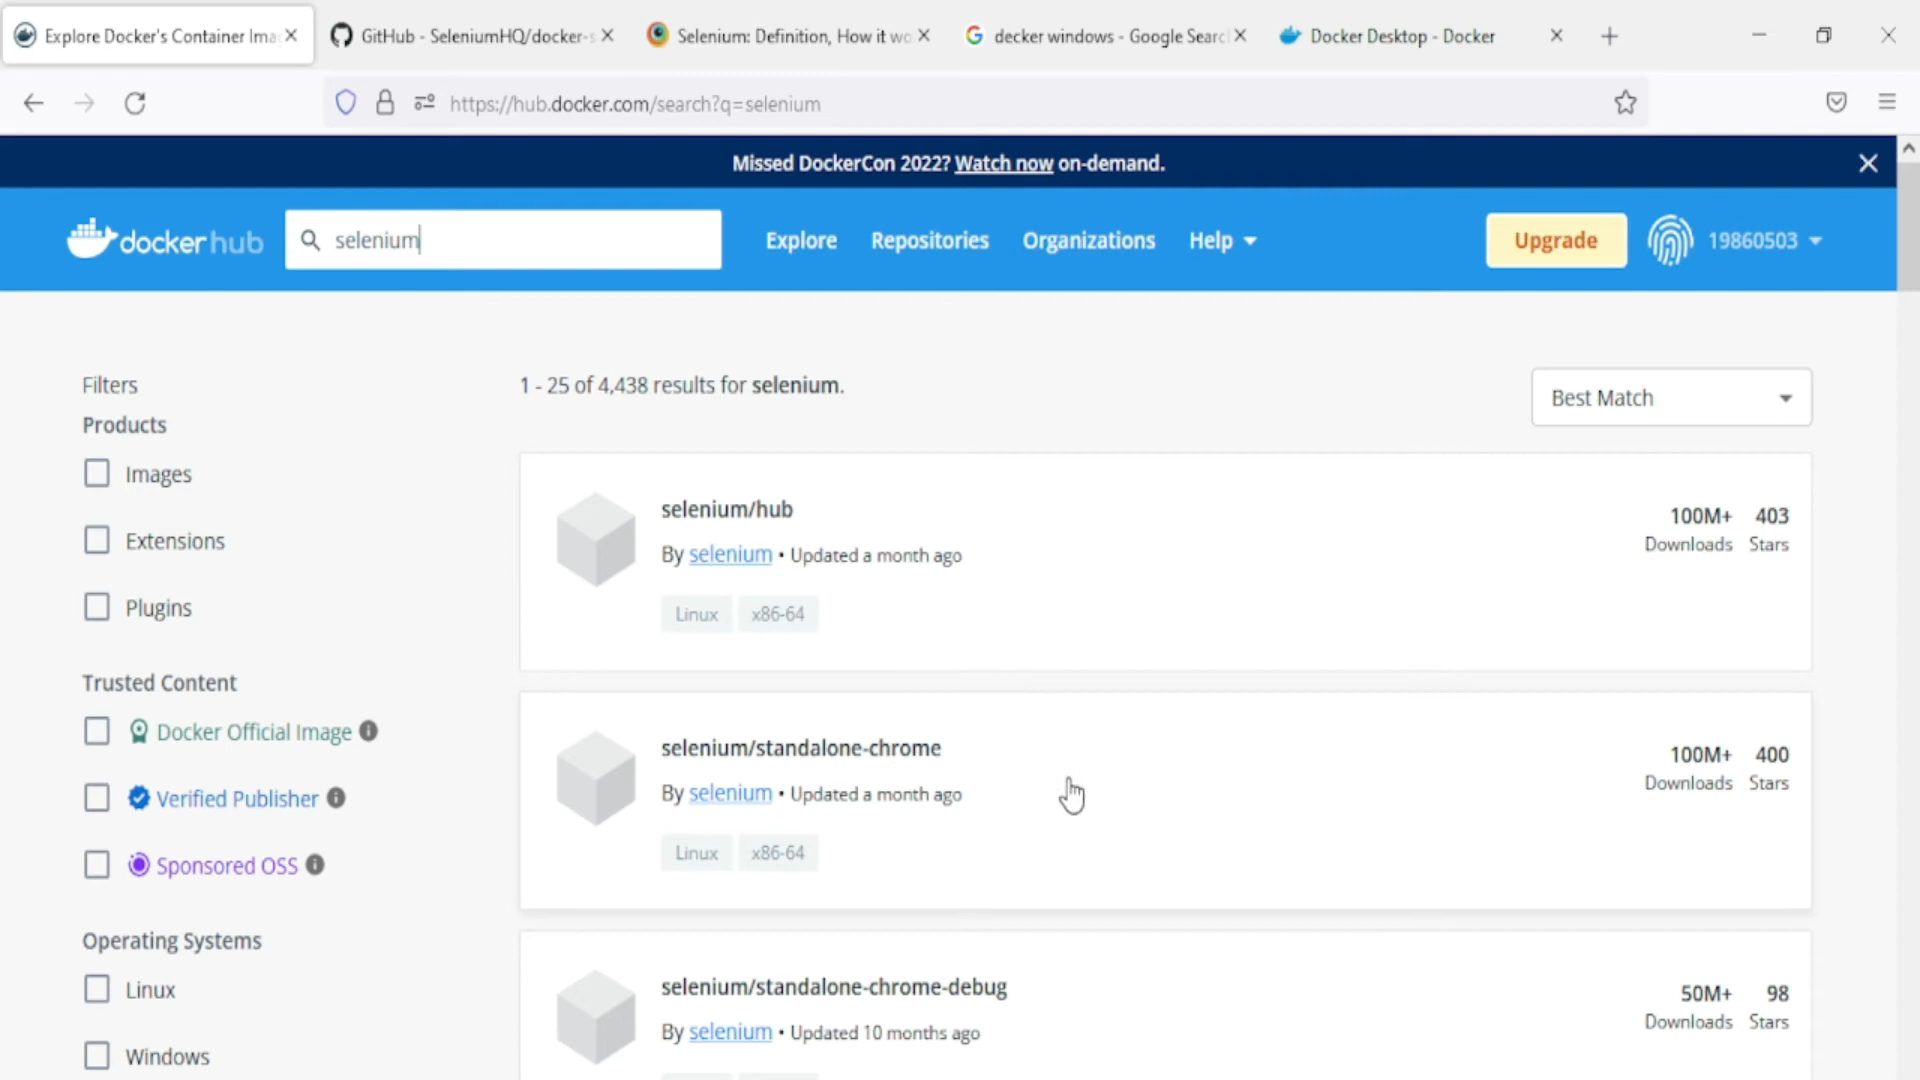 Explore Docker's Container Ima
GitHub - SeleniumHQ/docker-s
Selenium: Definition, How it wo
decker windows - Google Searc
Docker Desktop - Docker
https://hub.docker.com/search?q=selenium
Missed DockerCon 2022? Watch now on-demand.
docker hub
selenium
Explore
Repositories
Organizations
Help
Upgrade
19860503
Filters
Products
Images
Extensions
Plugins
Trusted Content
Docker Official Image
Verified Publisher
Sponsored OSS
Operating Systems
Linux
Windows
1 - 25 of 4,438 results for selenium.
Best Match
selenium/hub
By selenium • Updated a month ago
Linux x86-64
100M+ 403
Downloads Stars
selenium/standalone-chrome
By selenium • Updated a month ago
Linux x86-64
100M+ 400
Downloads Stars
selenium/standalone-chrome-debug
By selenium • Updated 10 months ago
50M+ 98
Downloads Stars